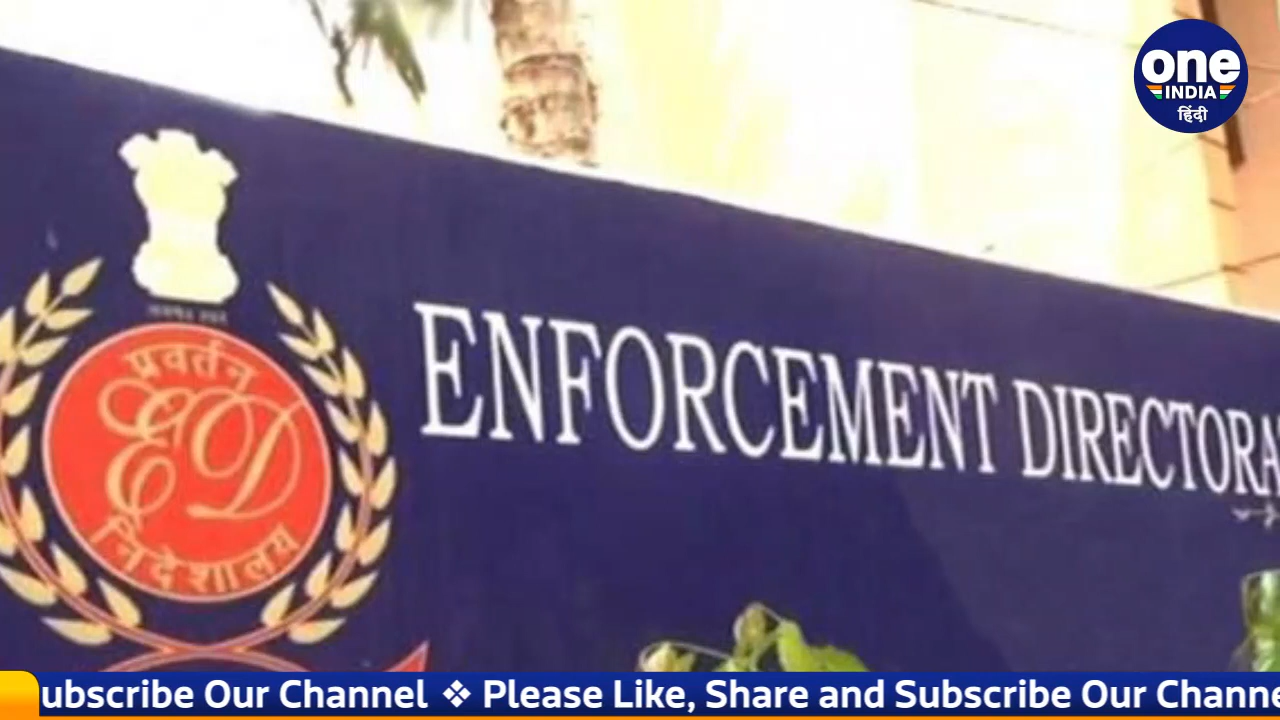 one
INDIA
हिंदी
प्रवर्तन
ED
निदेशालय
ENFORCEMENT DIRECTORA
ubscribe Our Channel ❖ Please Like, Share and Subscribe Our Channe